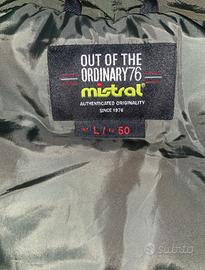 OUT OF THE
ORDINARY76
mistral
AUTHENTICATED ORIGINALITY
SINCE 1976
L / 50
subito